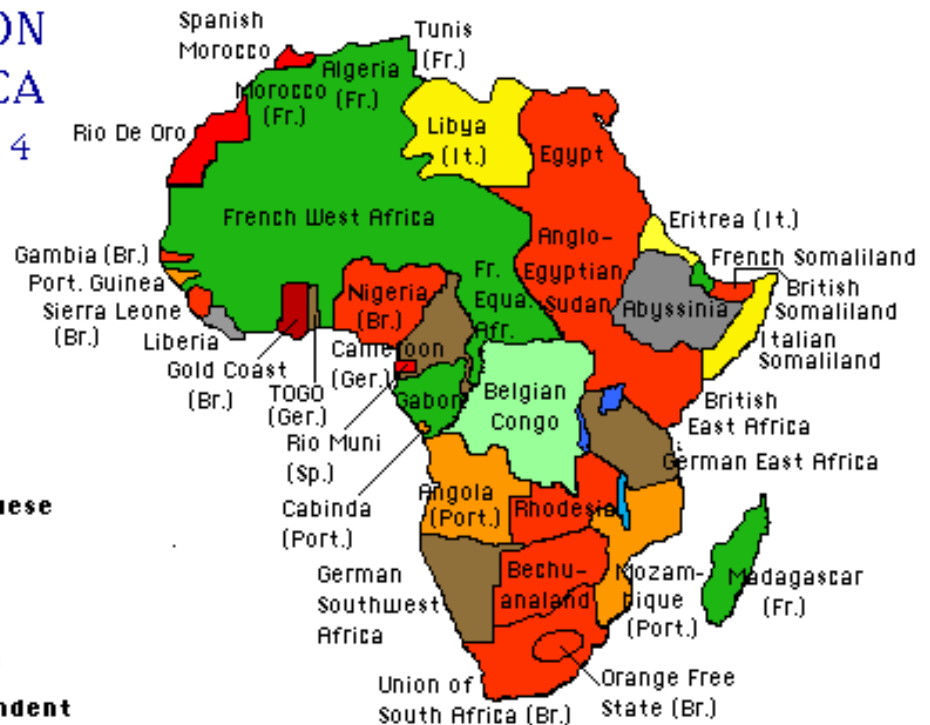 ON
CA
4
Spanish
Morocco
Tunis
(Fr.)
Algeria
(Fr.)
Morocco
(Fr.)
Rio De Oro
Libya
(It.)
Egypt
French West Africa
Eritrea (It.)
Anglo-
Egyptian
Sudan
Gambia (Br.)
Port. Guinea
Sierra Leone
(Br.)
Liberia
Gold Coast
(Br.)
TOGO
(Ger.)
Nigeria
(Br.)
Fr.
Equa.
Afr.
Cameroon
(Ger.)
French Somaliland
British
Somaliland
Abyssinia
Italian
Somaliland
Gabon
Belgian
Congo
British
East Africa
Rio Muni
(Sp.)
German East Africa
Cabinda
(Port.)
Angola
(Port.)
Rhodesia
uese
German
Southwest
Africa
Bechu-
analand
Mozam-
bique
(Port.)
Madagascar
(Fr.)
Union of
South Africa (Br.)
Orange Free
State (Br.)
ndent